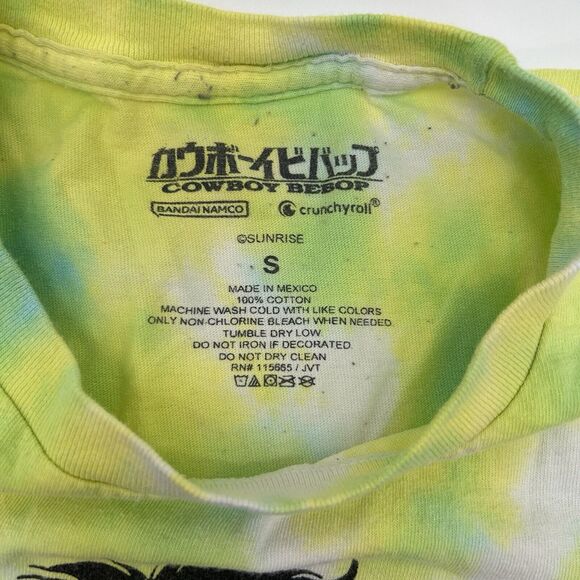 カウボーイビバップ
COWBOY BEBOP
BANDAI NAMCO crunchyroll®
©SUNRISE
S
MADE IN MEXICO
100% COTTON
MACHINE WASH COLD WITH LIKE COLORS
ONLY NON-CHLORINE BLEACH WHEN NEEDED
TUMBLE DRY LOW
DO NOT IRON IF DECORATED
DO NOT DRY CLEAN
RN# 115665 / JVT